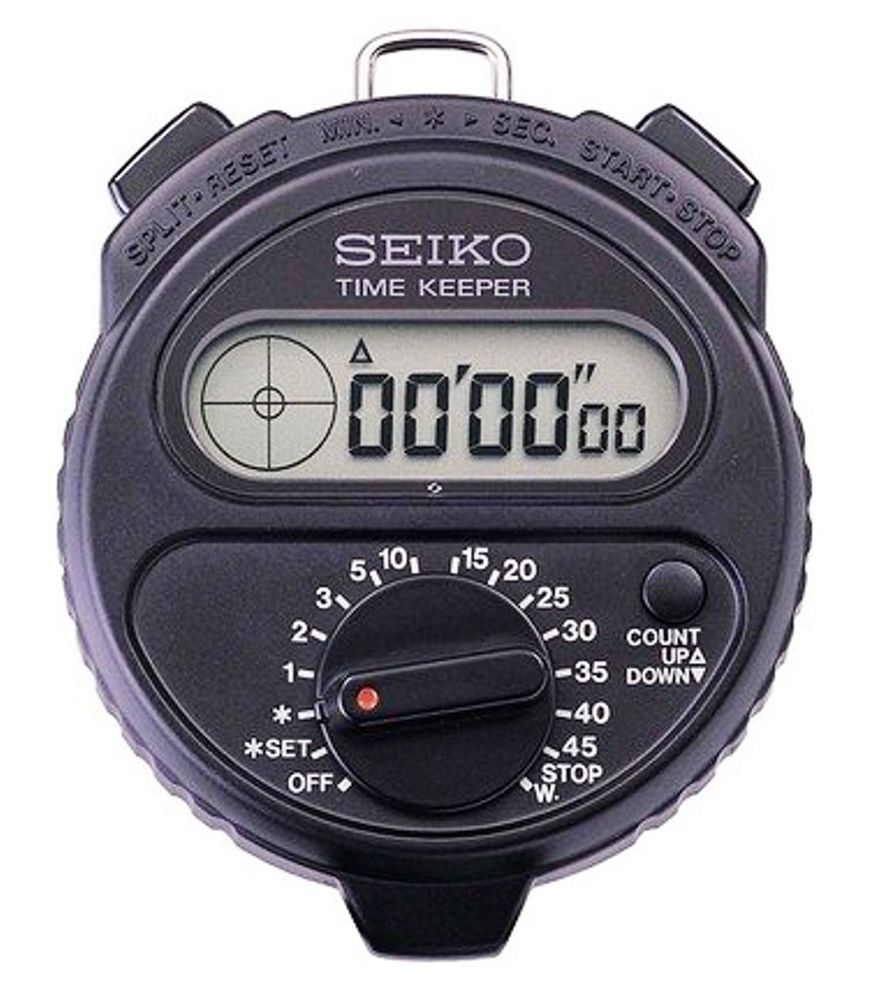 SPLIT•RESET MIN. ◄ * ► SEC. START•STOP
SEIKO
TIME KEEPER
Δ
00'00"00
5 10 15 20
3 25
2 30
1 35
* 40
*SET 45
OFF STOP W.
COUNT
UP△
DOWN▼